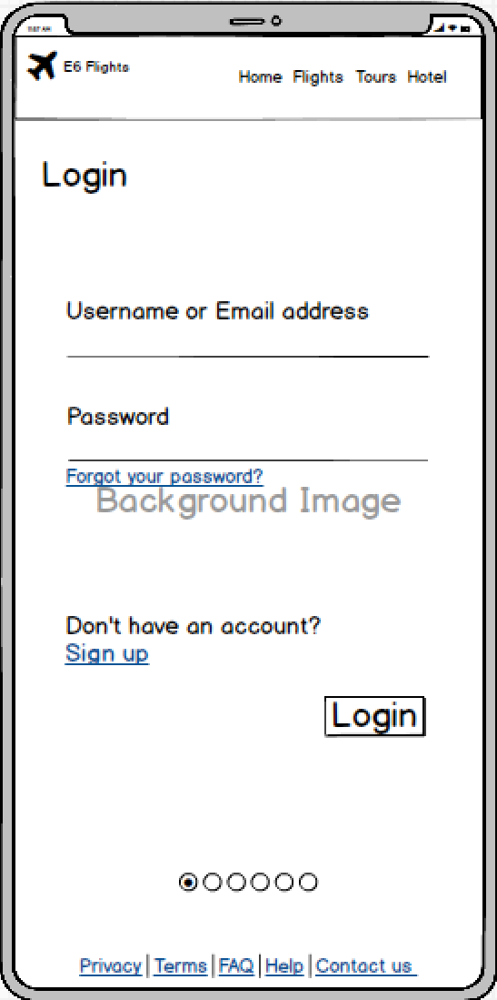 E6 Flights
Home Flights Tours Hotel
Login
Username or Email address
Password
Forgot your password?
Background Image
Don't have an account?
Sign up
Login
Privacy | Terms | FAQ | Help | Contact us